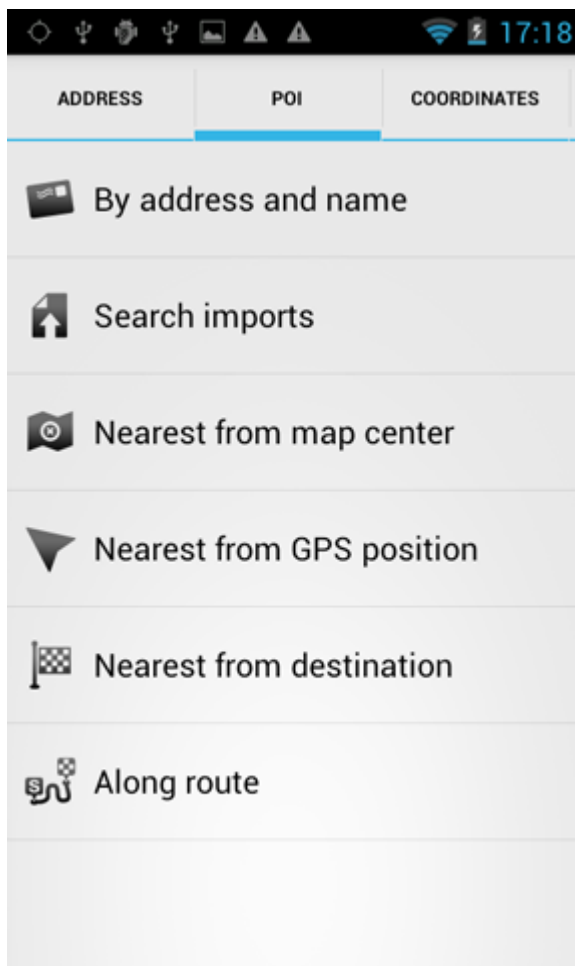 17:18
ADDRESS POI COORDINATES
By address and name
Search imports
Nearest from map center
Nearest from GPS position
Nearest from destination
Along route